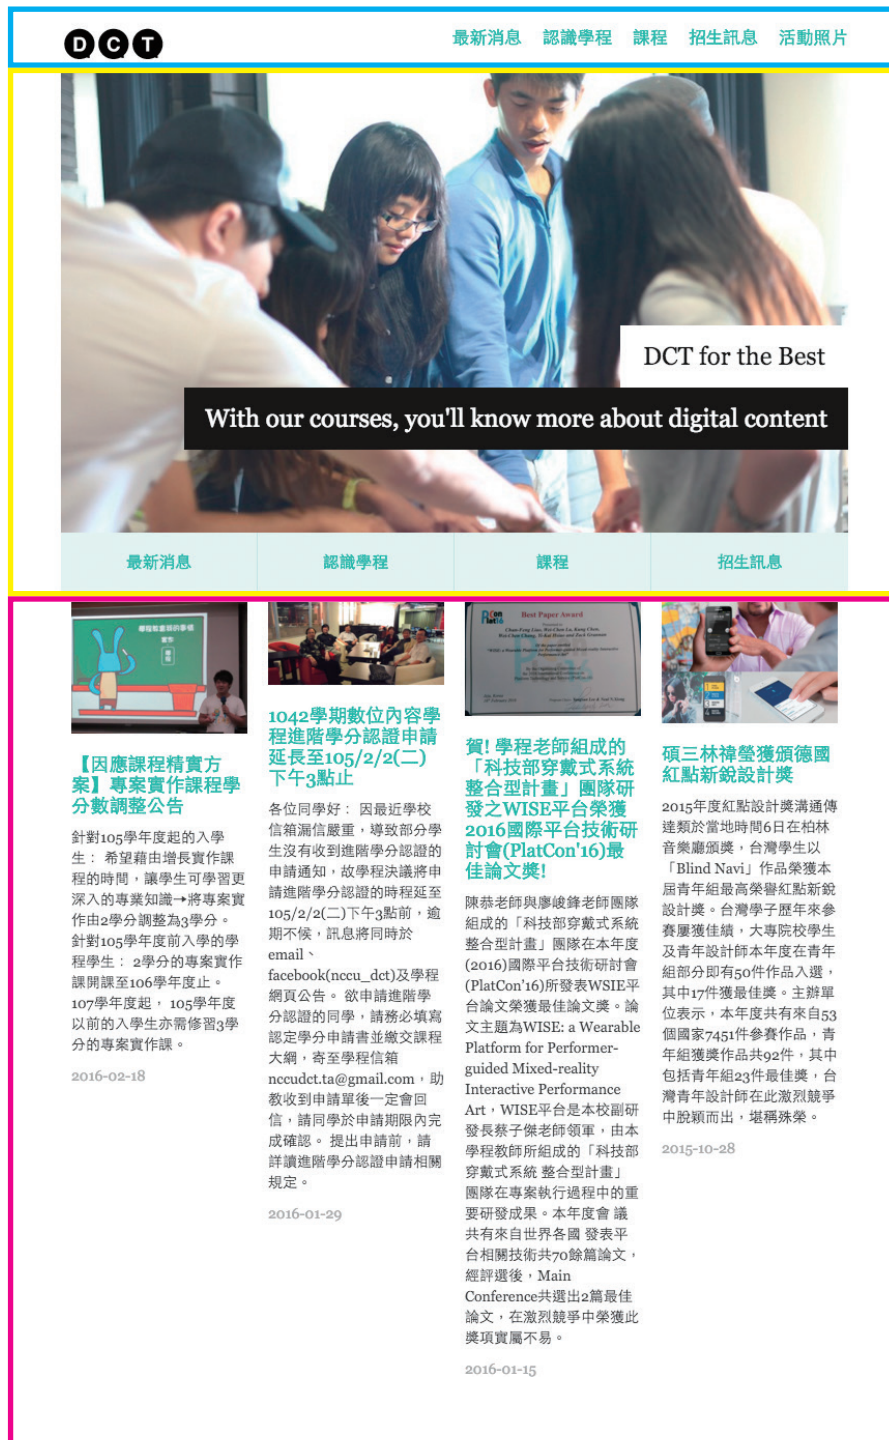 DCT
最新消息 認識學程 課程 招生訊息 活動照片
DCT for the Best
With our courses, you'll know more about digital content
最新消息 認識學程 課程 招生訊息
【因應課程精實方
案】專案實作課程學
分數調整公告
針對105學年度起的入學
生： 希望藉由增長實作課
程的時間，讓學生可學習更
深入的專業知識→將專案實
作由2學分調整為3學分。
針對105學年度前入學的學
程學生： 2學分的專案實作
課開課至106學年度止。
107學年度起， 105學年度
以前的入學生亦需修習3學
分的專案實作課。
2016-02-18
1042學期數位內容學
程進階學分認證申請
延長至105/2/2(二)
下午3點止
各位同學好： 因最近學校
信箱漏信嚴重，導致部分學
生沒有收到進階學分認證的
申請通知，故學程決議將申
請進階學分認證的時程延至
105/2/2(二)下午3點前，逾
期不候，訊息將同時於
email、
facebook(nccu_dct)及學程
網頁公告。 欲申請進階學
分認證的同學，請務必填寫
認定學分申請書並繳交課程
大綱，寄至學程信箱
nccudct.ta@gmail.com，助
教收到申請單後一定會回
信，請同學於申請期限內完
成確認。 提出申請前，請
詳讀進階學分認證申請相關
規定。
2016-01-29
Best Paper Award
賀! 學程老師組成的
「科技部穿戴式系統
整合型計畫」團隊研
發之WISE平台榮獲
2016國際平台技術研
討會(PlatCon'16)最
佳論文獎!
陳恭老師與廖峻鋒老師團隊
組成的「科技部穿戴式系統
整合型計畫」團隊在本年度
(2016)國際平台技術研討會
(PlatCon'16)所發表WSIE平
台論文榮獲最佳論文獎。論
文主題為WISE: a Wearable
Platform for Performer-
guided Mixed-reality
Interactive Performance
Art，WISE平台是本校副研
發長蔡子傑老師領軍，由本
學程教師所組成的「科技部
穿戴式系統 整合型計畫」
團隊在專案執行過程中的重
要研發成果。本年度會 議
共有來自世界各國 發表平
台相關技術共70餘篇論文，
經評選後，Main
Conference共選出2篇最佳
論文，在激烈競爭中榮獲此
獎項實屬不易。
2016-01-15
碩三林禕瑩獲頒德國
紅點新銳設計獎
2015年度紅點設計獎溝通傳
達類於當地時間6日在柏林
音樂廳頒獎，台灣學生以
「Blind Navi」作品榮獲本
屆青年組最高榮譽紅點新銳
設計獎。台灣學子歷年來參
賽屢獲佳績，大專院校學生
及青年設計師本年度在青年
組部分即有50件作品入選，
其中17件獲最佳獎。主辦單
位表示，本年度共有來自53
個國家7451件參賽作品，青
年組獲獎作品共92件，其中
包括青年組23件最佳獎，台
灣青年設計師在此激烈競爭
中脫穎而出，堪稱殊榮。
2015-10-28